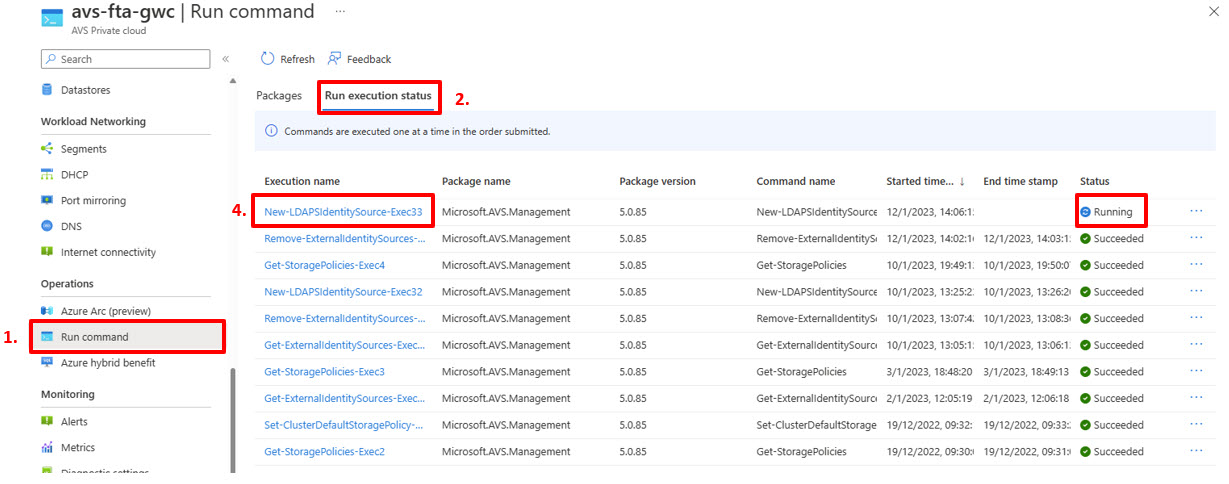 avs-fta-gwc | Run command ...
AVS Private cloud
Search
«
Refresh Feedback
Datastores
Packages Run execution status 2.
Workload Networking
Commands are executed one at a time in the order submitted.
Segments
DHCP
Port mirroring
DNS
Internet connectivity
Operations
Azure Arc (preview)
1. Run command
Azure hybrid benefit
Monitoring
Alerts
Metrics
Diagnostic settings
Execution name Package name Package version Command name Started time... ↓ End time stamp Status
4. New-LDAPSIdentitySource-Exec33 Microsoft.AVS.Management 5.0.85 New-LDAPSIdentitySource 12/1/2023, 14:06:1 Running ...
Remove-ExternalIdentitySources-... Microsoft.AVS.Management 5.0.85 Remove-ExternalIdentitySo 12/1/2023, 14:02:1 12/1/2023, 14:03:1 Succeeded ...
Get-StoragePolicies-Exec4 Microsoft.AVS.Management 5.0.85 Get-StoragePolicies 10/1/2023, 19:49:1 10/1/2023, 19:50:0 Succeeded ...
New-LDAPSIdentitySource-Exec32 Microsoft.AVS.Management 5.0.85 New-LDAPSIdentitySource 10/1/2023, 13:25:2 10/1/2023, 13:26:2 Succeeded ...
Remove-ExternalIdentitySources-... Microsoft.AVS.Management 5.0.85 Remove-ExternalIdentitySo 10/1/2023, 13:07:4 10/1/2023, 13:08:3 Succeeded ...
Get-ExternalIdentitySources-Exec... Microsoft.AVS.Management 5.0.85 Get-ExternalIdentitySource 10/1/2023, 13:05:1 10/1/2023, 13:06:1 Succeeded ...
Get-StoragePolicies-Exec3 Microsoft.AVS.Management 5.0.85 Get-StoragePolicies 3/1/2023, 18:48:20 3/1/2023, 18:49:13 Succeeded ...
Get-ExternalIdentitySources-Exec... Microsoft.AVS.Management 5.0.85 Get-ExternalIdentitySource 2/1/2023, 12:05:19 2/1/2023, 12:06:18 Succeeded ...
Set-ClusterDefaultStoragePolicy-... Microsoft.AVS.Management 5.0.85 Set-ClusterDefaultStorage 19/12/2022, 09:32: 19/12/2022, 09:33: Succeeded ...
Get-StoragePolicies-Exec2 Microsoft.AVS.Management 5.0.85 Get-StoragePolicies 19/12/2022, 09:30: 19/12/2022, 09:31: Succeeded ...